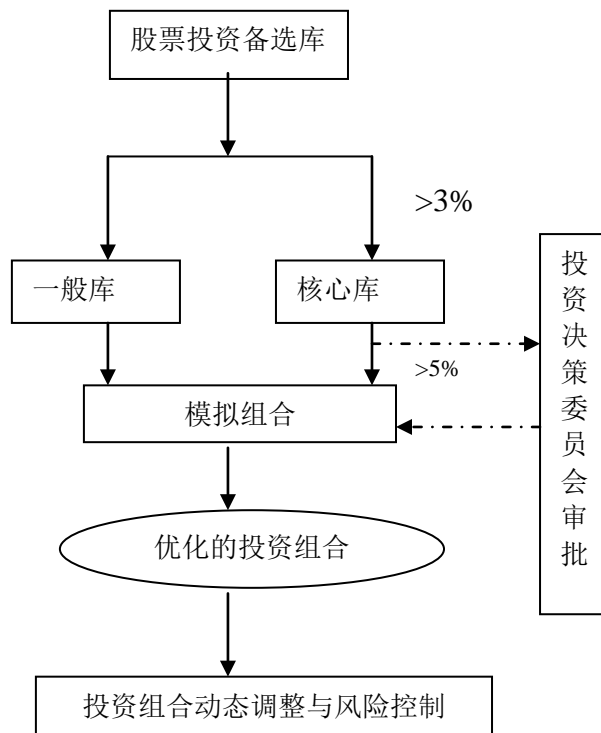 股票投资备选库
>3%
一般库
核心库
>5%
投资决策委员会审批
模拟组合
优化的投资组合
投资组合动态调整与风险控制